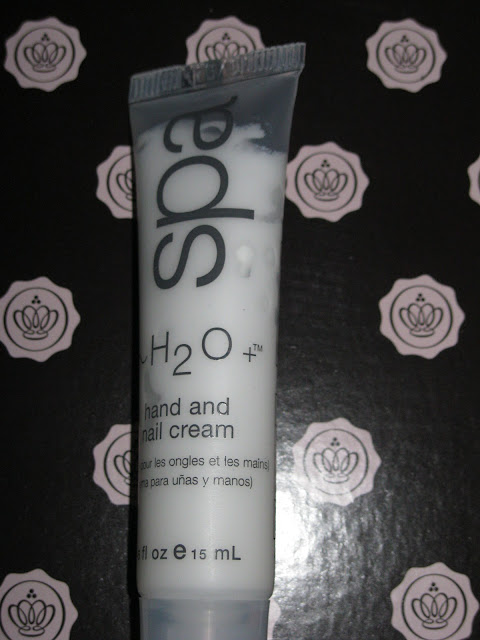 spa
H2O+™
hand and
nail cream
pour les ongles et les mains)
para uñas y manos)
fl oz e 15 mL